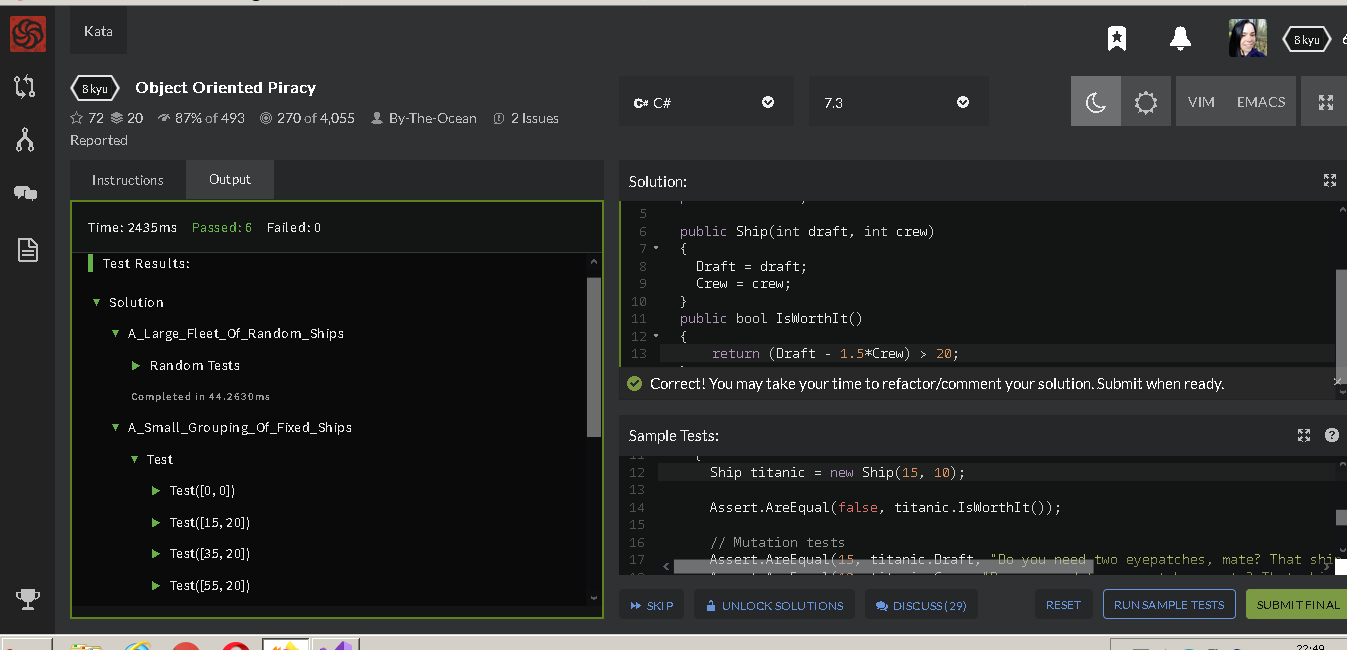 Kata
8 kyu
8 kyu
Object Oriented Piracy
72 20 87% of 493 270 of 4,055 By-The-Ocean 2 Issues
Reported
C# C#
7.3
VIM EMACS
Instructions Output
Time: 2435ms Passed: 6 Failed: 0
Test Results:
Solution
A_Large_Fleet_Of_Random_Ships
Random Tests
Completed in 44.2630ms
A_Small_Grouping_Of_Fixed_Ships
Test
Test([0, 0])
Test([15, 20])
Test([35, 20])
Test([55, 20])
Solution:
5
6 public Ship(int draft, int crew)
7 {
8 Draft = draft;
9 Crew = crew;
10 }
11 public bool IsWorthIt()
12 {
13 return (Draft - 1.5*Crew) > 20;
Correct! You may take your time to refactor/comment your solution. Submit when ready.
Sample Tests:
11 {
12 Ship titanic = new Ship(15, 10);
13
14 Assert.AreEqual(false, titanic.IsWorthIt());
15
16 // Mutation tests
17 Assert.AreEqual(15, titanic.Draft, "Do you need two eyepatches, mate? That ship
SKIP UNLOCK SOLUTIONS DISCUSS (29) RESET RUN SAMPLE TESTS SUBMIT FINAL
22:49